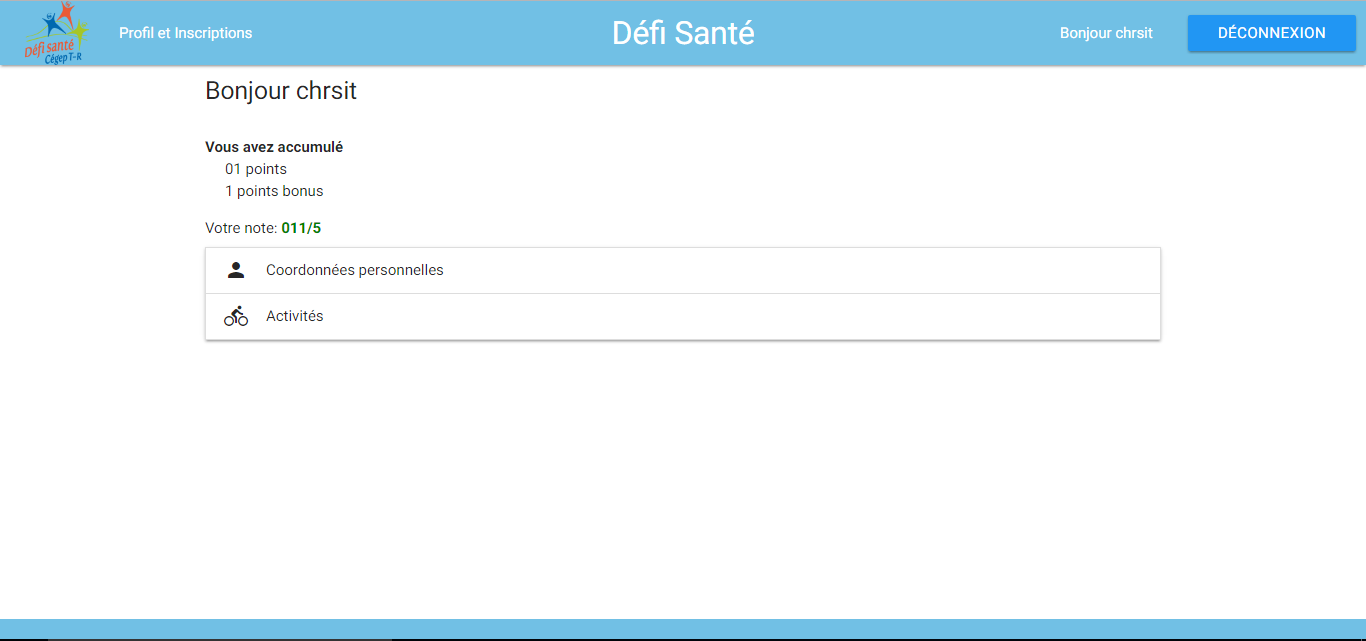 Défi santé
Cégep T-R
Profil et Inscriptions
Défi Santé
Bonjour chrsit
DÉCONNEXION
Bonjour chrsit
Vous avez accumulé
01 points
1 points bonus
Votre note: 011/5
Coordonnées personnelles
Activités